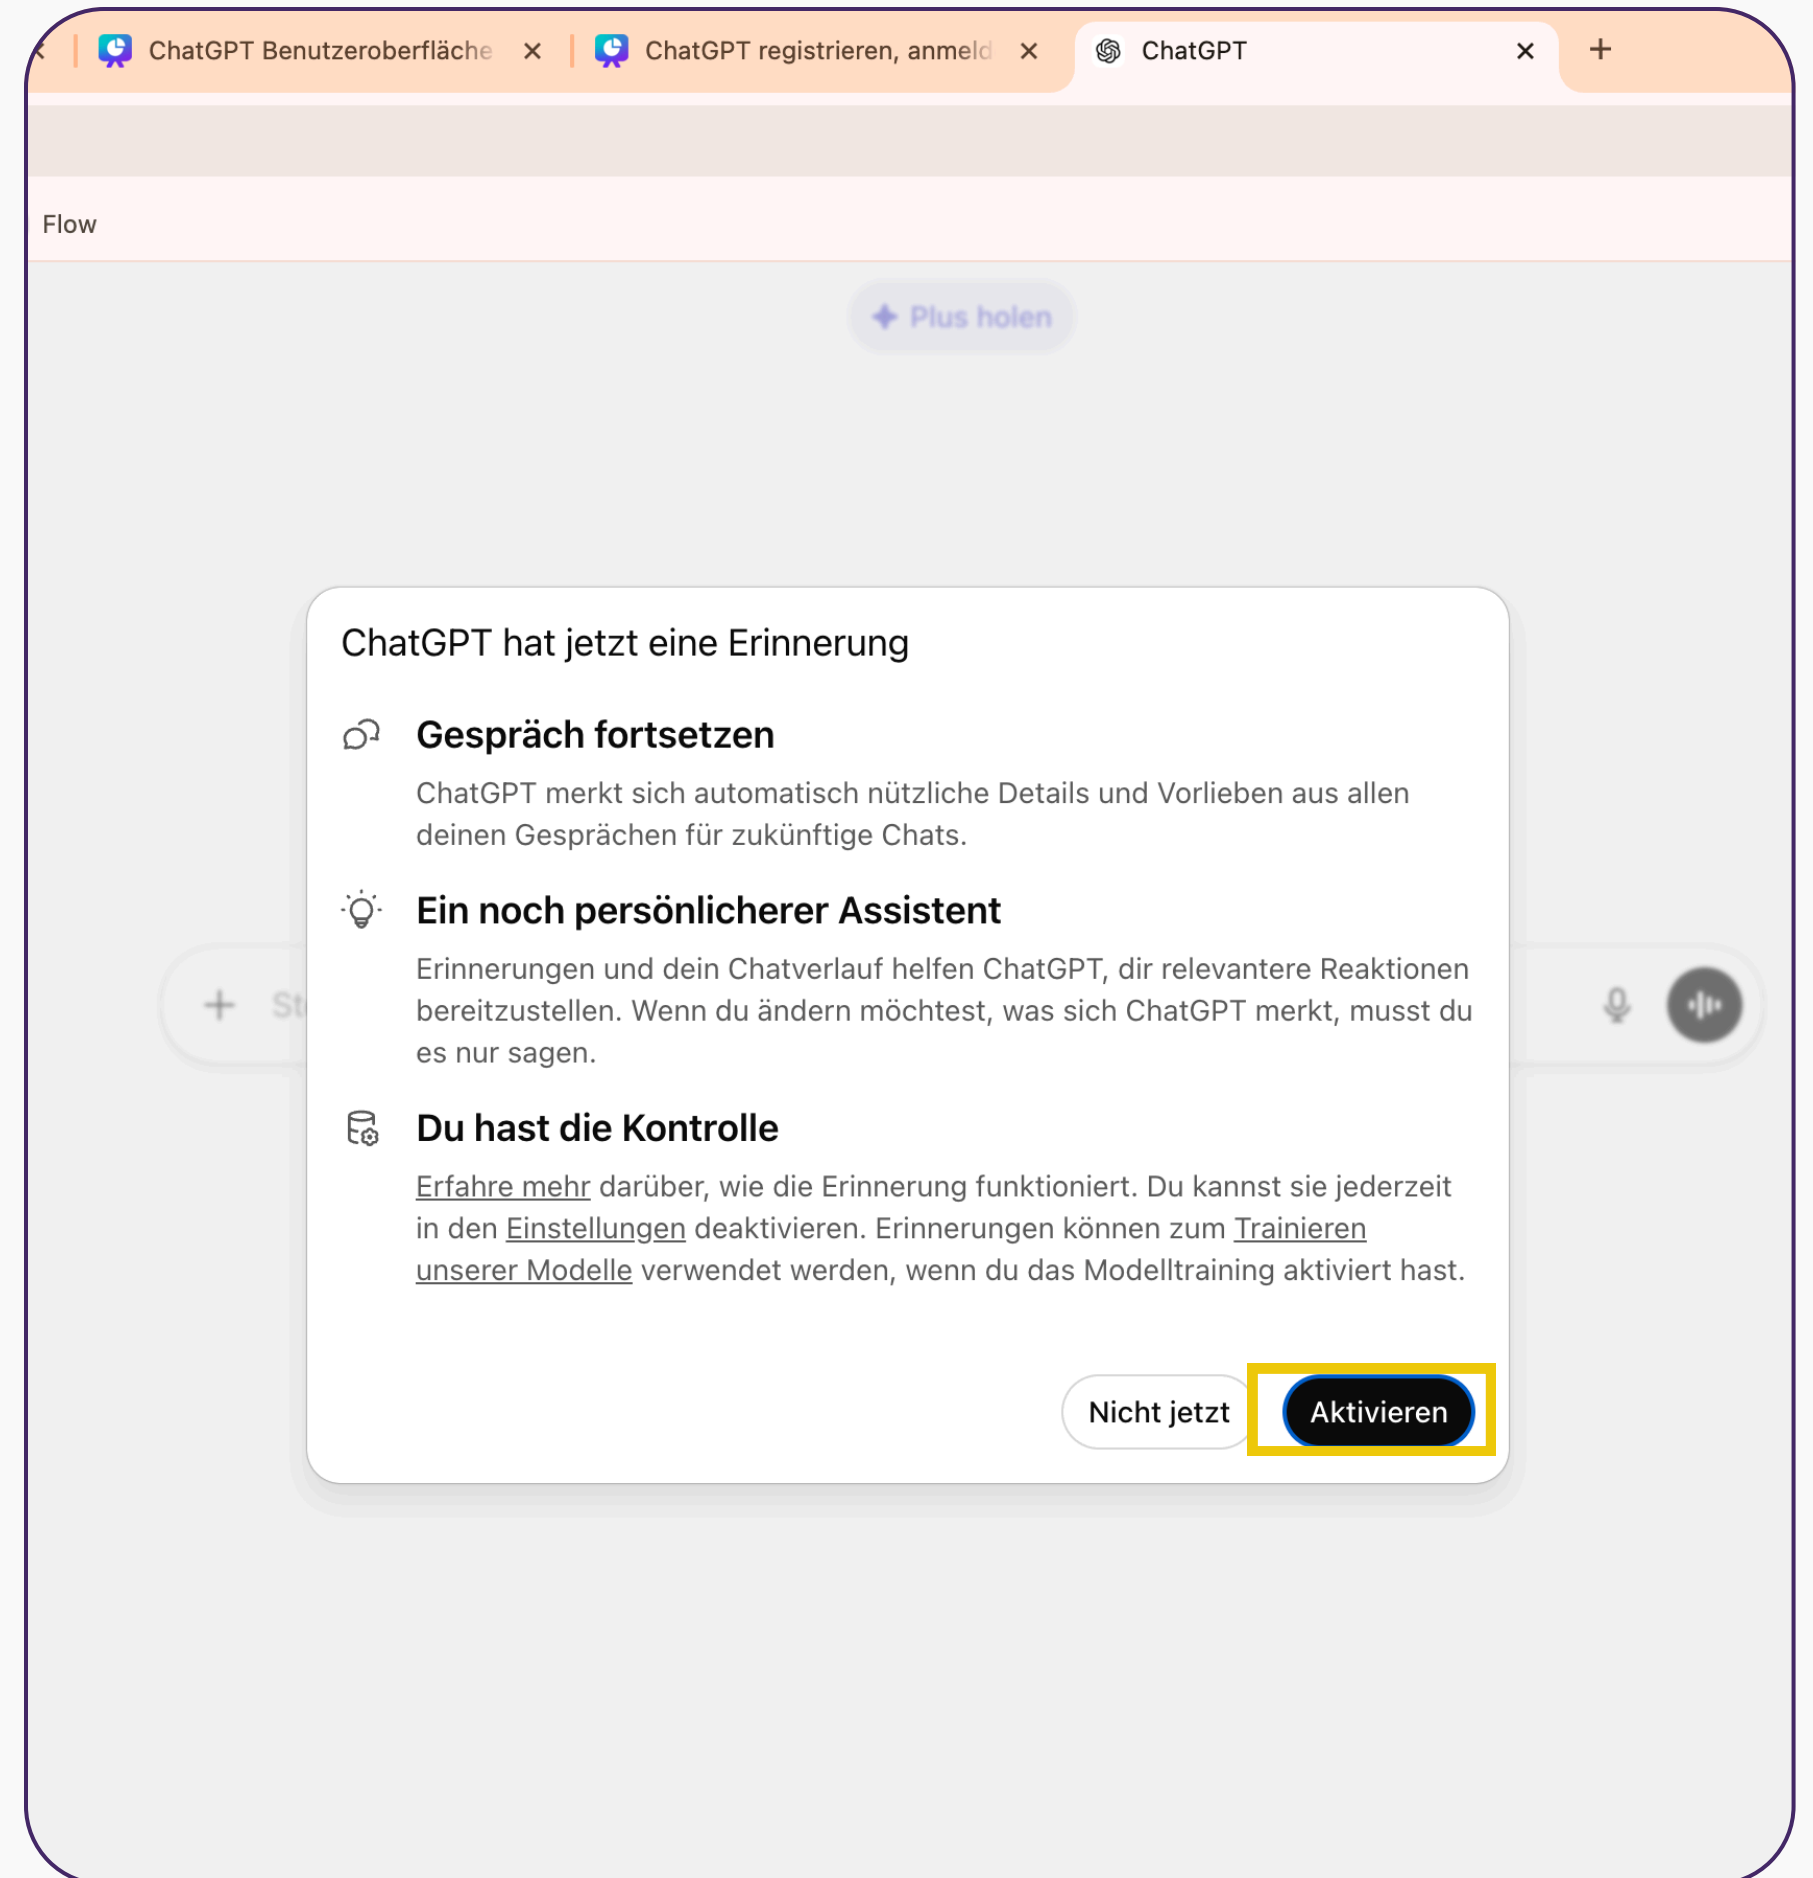 ChatGPT Benutzeroberfläche
ChatGPT registrieren, anmeld
ChatGPT
Flow
Plus holen
ChatGPT hat jetzt eine Erinnerung
Gespräch fortsetzen
ChatGPT merkt sich automatisch nützliche Details und Vorlieben aus allen
deinen Gesprächen für zukünftige Chats.
Ein noch persönlicherer Assistent
Erinnerungen und dein Chatverlauf helfen ChatGPT, dir relevantere Reaktionen
bereitzustellen. Wenn du ändern möchtest, was sich ChatGPT merkt, musst du
es nur sagen.
Du hast die Kontrolle
Erfahre mehr darüber, wie die Erinnerung funktioniert. Du kannst sie jederzeit
in den Einstellungen deaktivieren. Erinnerungen können zum Trainieren
unserer Modelle verwendet werden, wenn du das Modelltraining aktiviert hast.
Nicht jetzt
Aktivieren